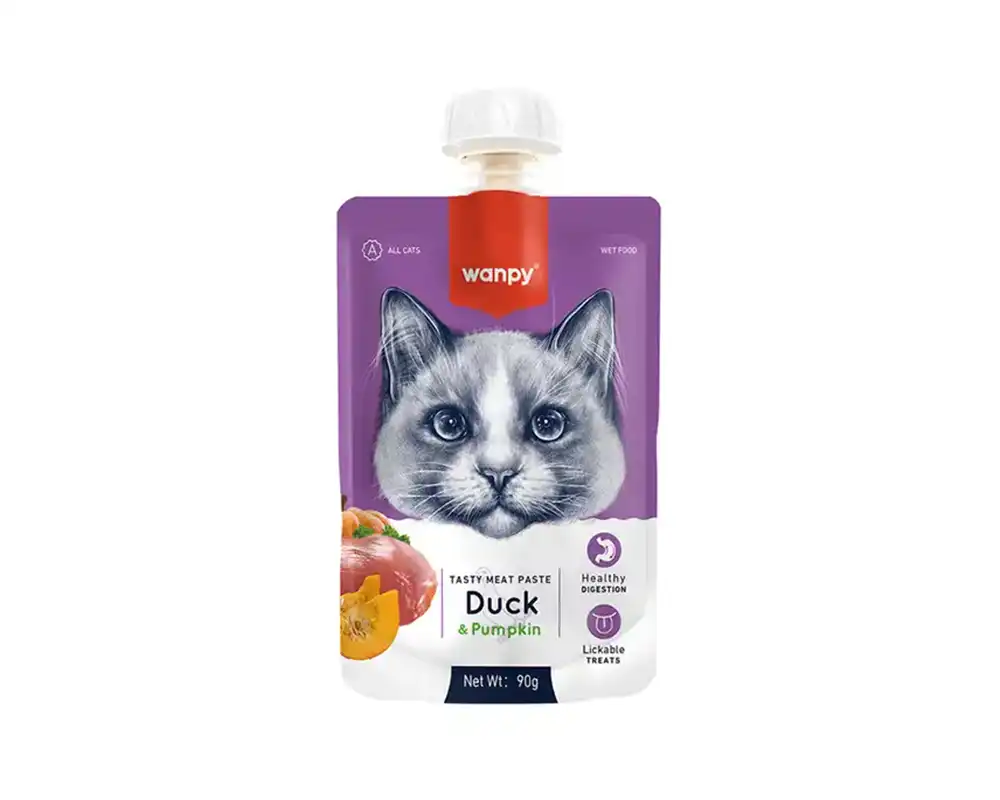 A ALL CATS
WET FOOD
wanpy®
Healthy
DIGESTION
TASTY MEAT PASTE
Duck
& Pumpkin
Lickable
TREATS
Net Wt: 90g